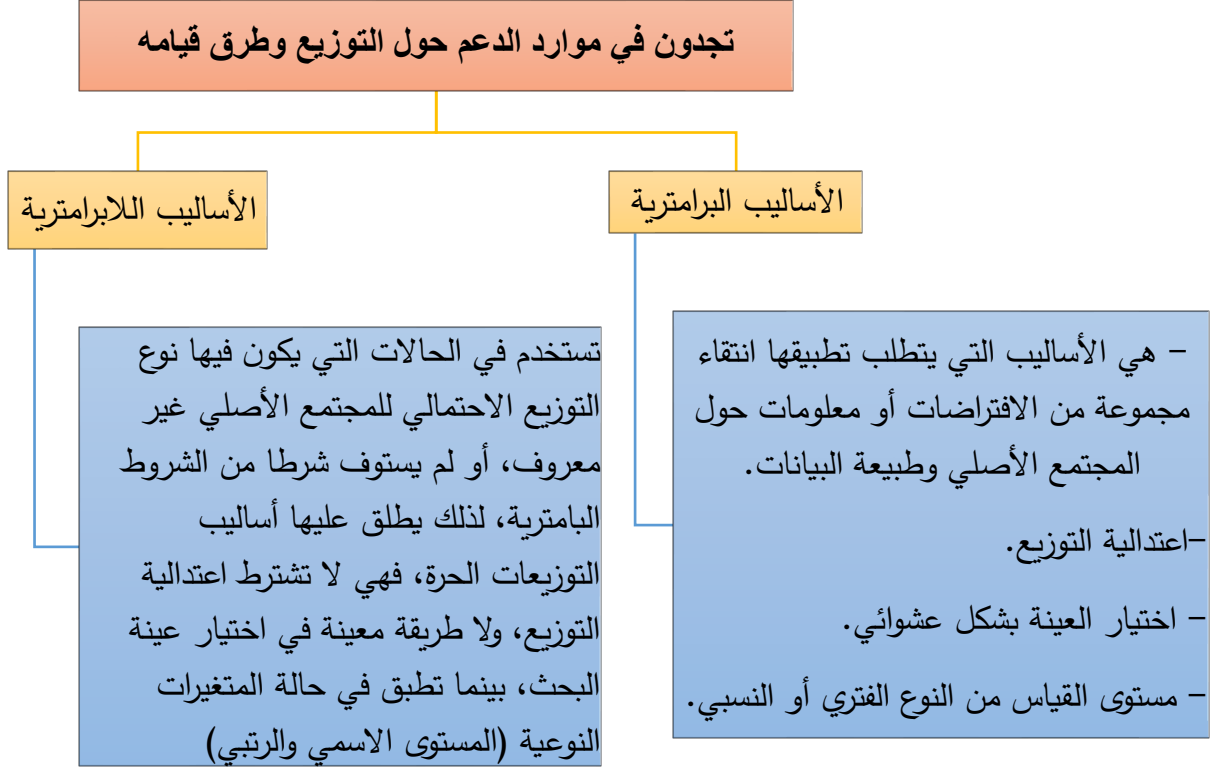 تجدون في موارد الدعم حول التوزيع وطرق قيامه
الأساليب البرامترية
- هي الأساليب التي يتطلب تطبيقها انتقاء
مجموعة من الافتراضات أو معلومات حول
المجتمع الأصلي وطبيعة البيانات.
-اعتدالية التوزيع.
- اختيار العينة بشكل عشوائي.
- مستوى القياس من النوع الفتري أو النسبي.
الأساليب اللابرامترية
تستخدم في الحالات التي يكون فيها نوع
التوزيع الاحتمالي للمجتمع الأصلي غير
معروف، أو لم يستوف شرطا من الشروط
البامترية، لذلك يطلق عليها أساليب
التوزيعات الحرة، فهي لا تشترط اعتدالية
التوزيع، ولا طريقة معينة في اختيار عينة
البحث، بينما تطبق في حالة المتغيرات
النوعية (المستوى الاسمي والرتبي)